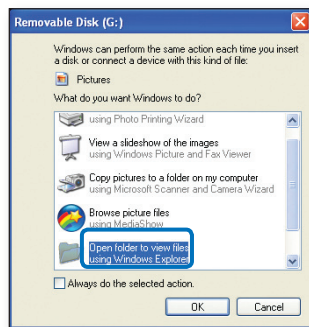 Removable Disk (G:)
Windows can perform the same action each time you insert
a disk or connect a device with this kind of file:
Pictures
What do you want Windows to do?
using Photo Printing Wizard
View a slideshow of the images
using Windows Picture and Fax Viewer
Copy pictures to a folder on my computer
using Microsoft Scanner and Camera Wizard
Browse picture files
using MediaShow
Open folder to view files
using Windows Explorer
Always do the selected action.
OK
Cancel